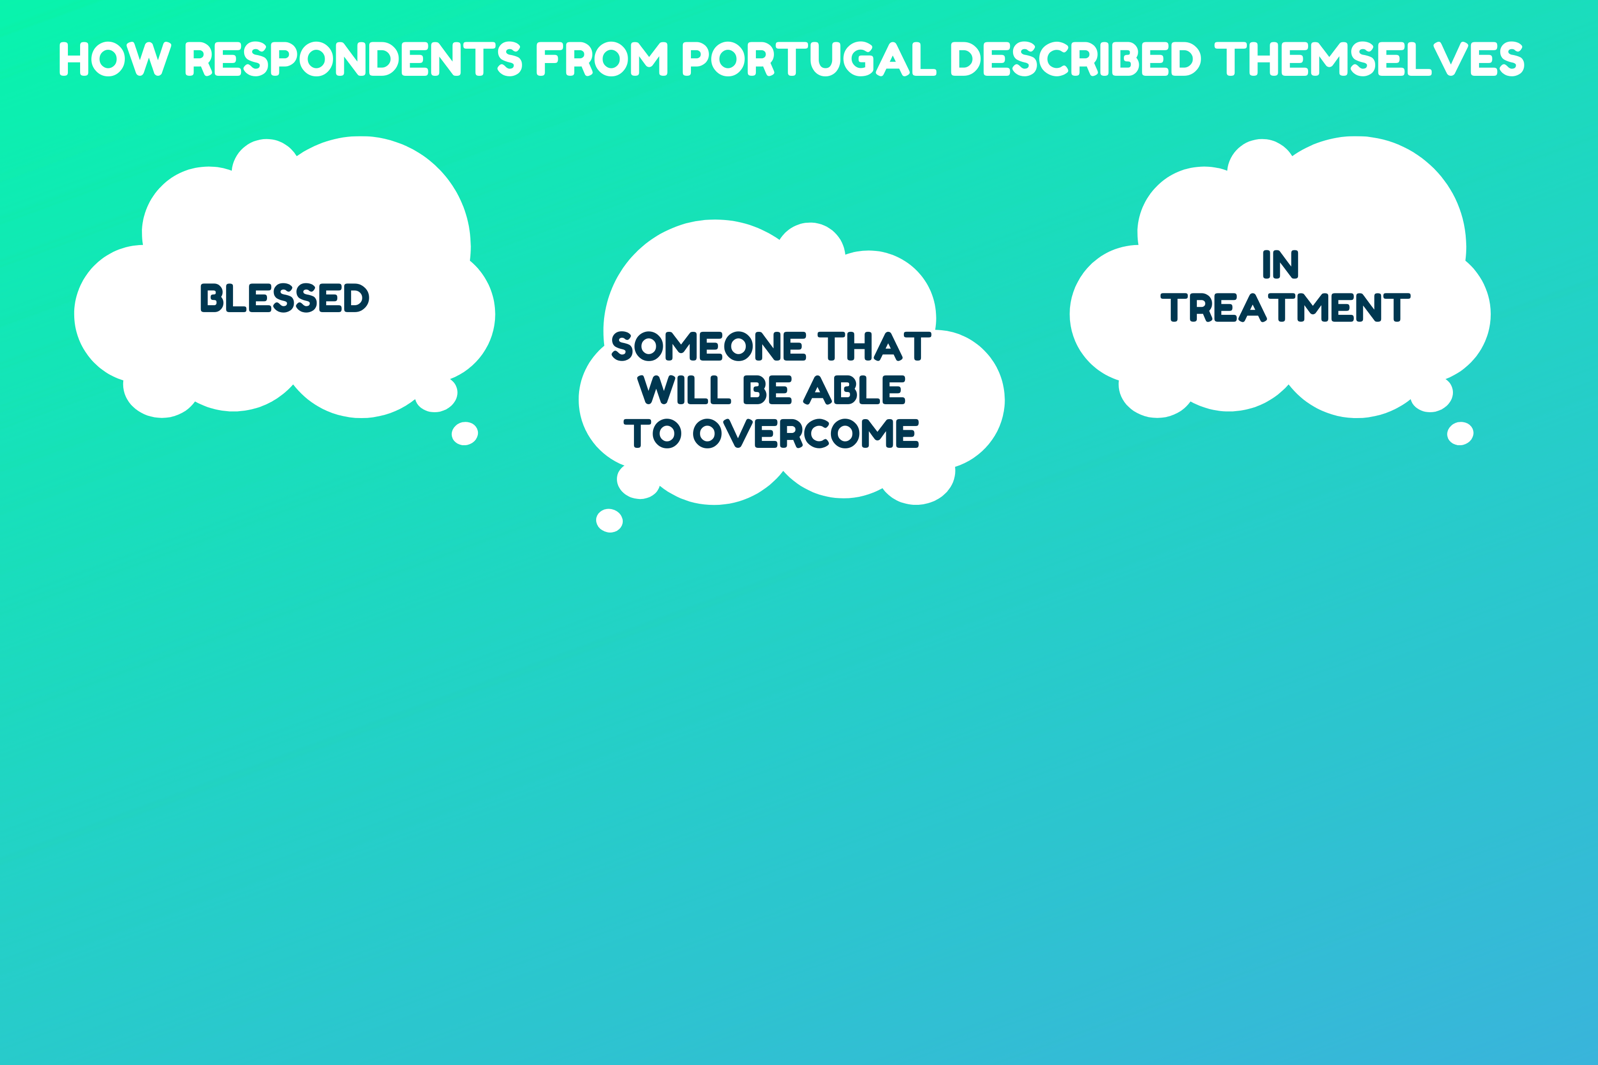 HOW RESPONDENTS FROM PORTUGAL DESCRIBED THEMSELVES
BLESSED
SOMEONE THAT
WILL BE ABLE
TO OVERCOME
IN
TREATMENT